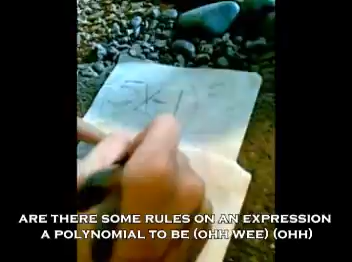 ARE THERE SOME RULES ON AN EXPRESSION
A POLYNOMIAL TO BE (OHH WEE) (OHH)